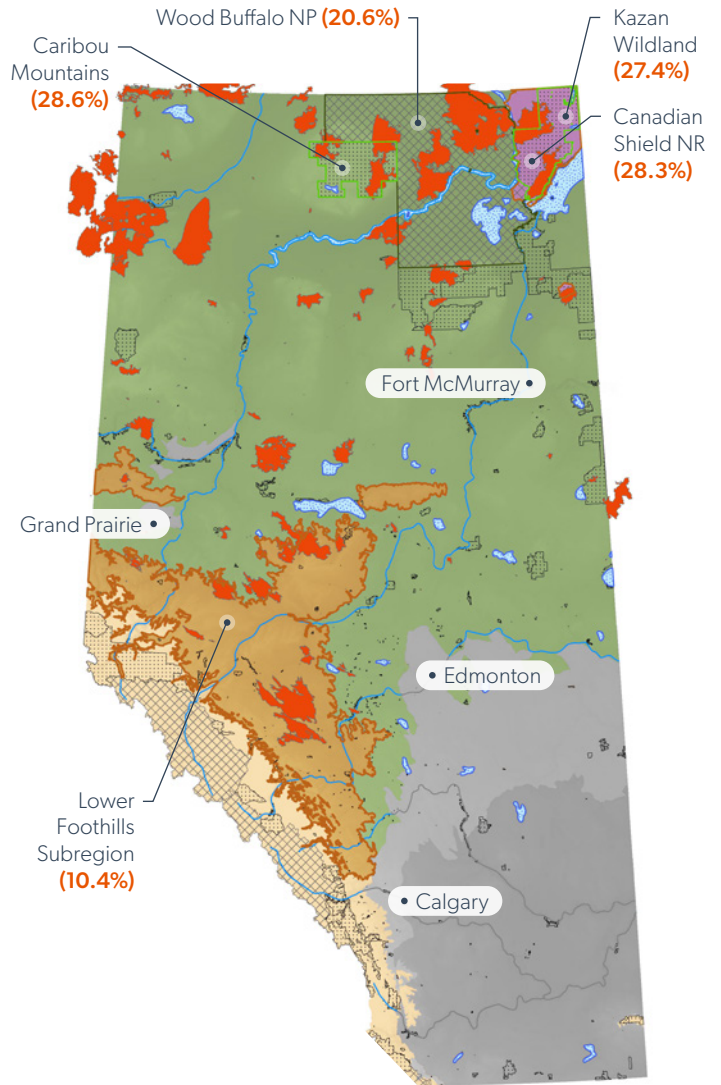 Wood Buffalo NP (20.6%)
Caribou
Mountains
(28.6%)
Kazan
Wildland
(27.4%)
Canadian
Shield NR
(28.3%)
Fort McMurray
Grand Prairie
Edmonton
Lower
Foothills
Subregion
(10.4%)
Calgary